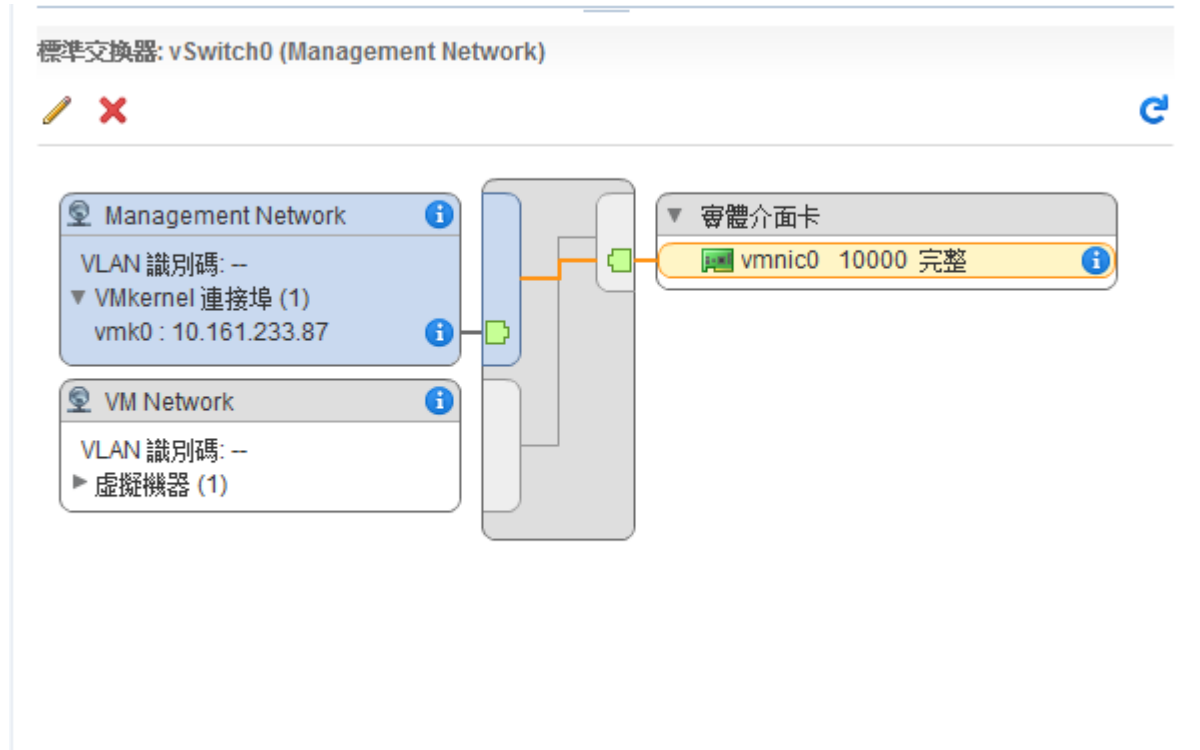 標準交換器: vSwitch0 (Management Network)
Management Network
VLAN 識別碼: --
VMkernel 連接埠 (1)
vmk0 : 10.161.233.87
VM Network
VLAN 識別碼: --
虛擬機器 (1)
實體介面卡
vmnic0 10000 完整